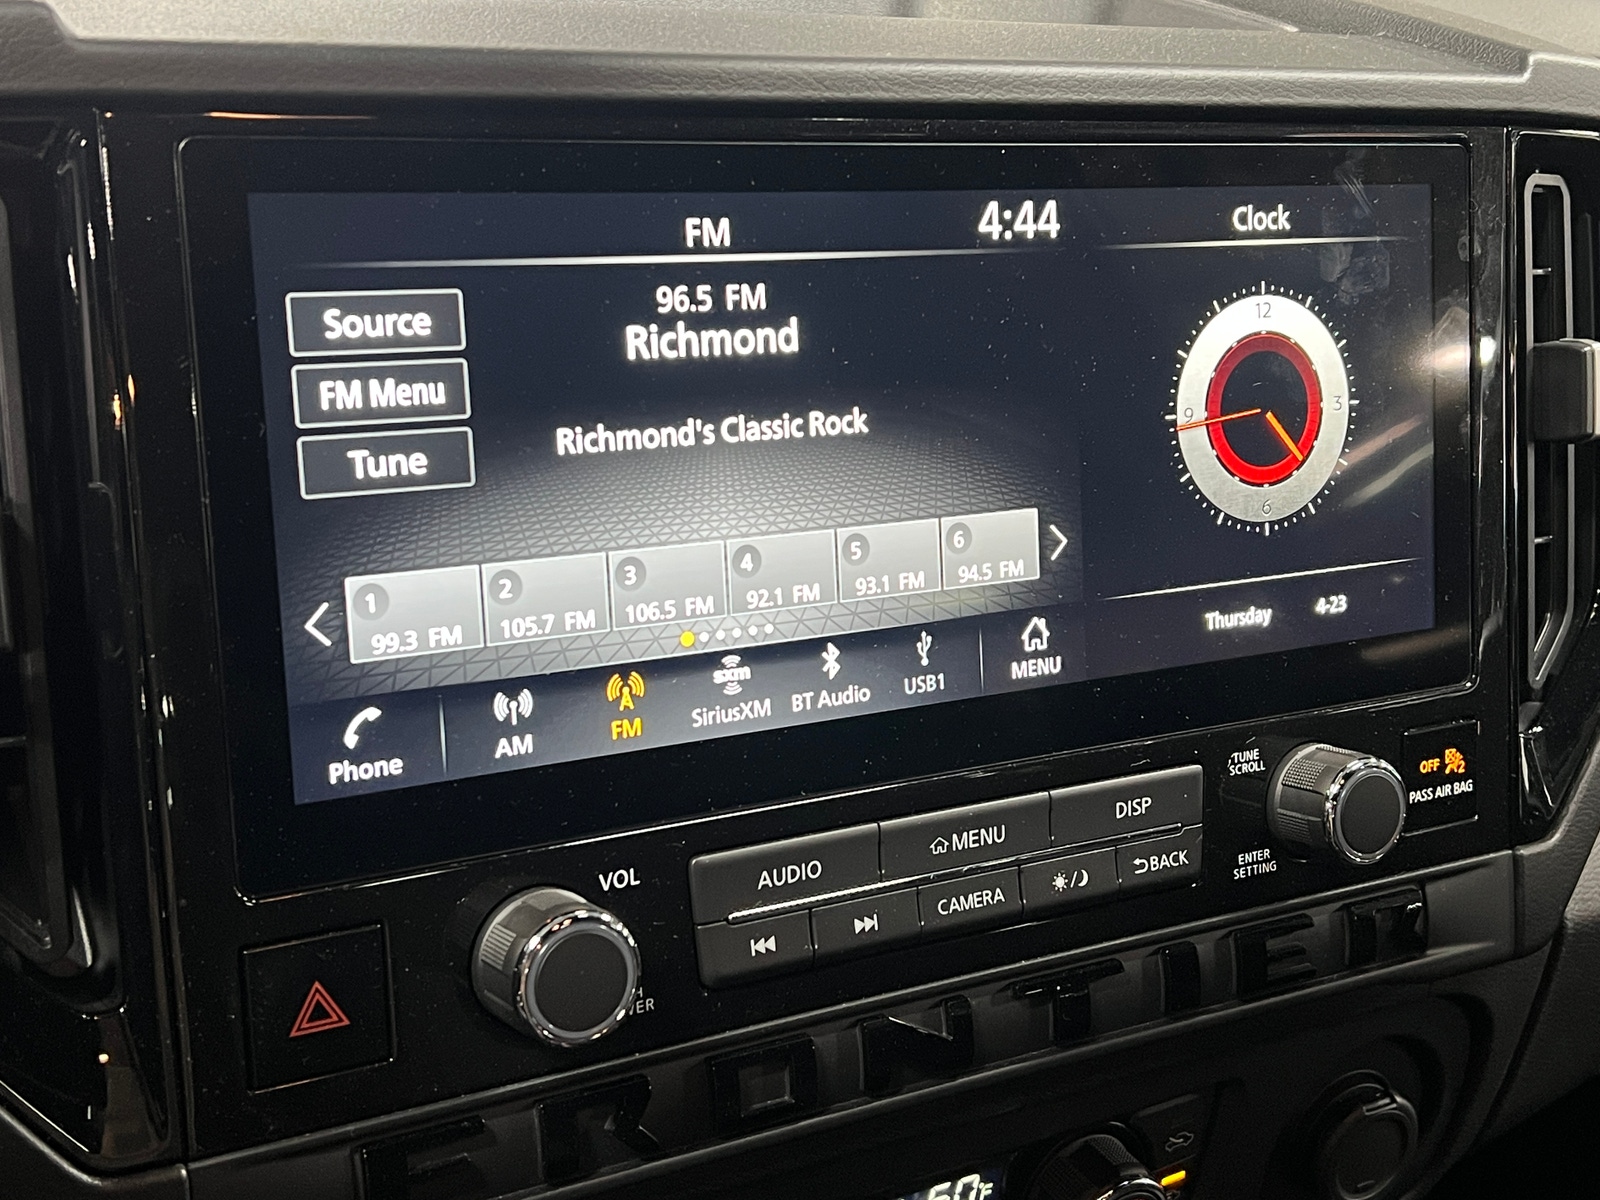 FM
4:44
Clock
96.5 FM
Richmond
Source
FM Menu
Tune
Richmond's Classic Rock
12
3
6
9
1
99.3 FM
2
105.7 FM
3
106.5 FM
4
92.1 FM
5
93.1 FM
6
94.5 FM
Thursday 4-23
Phone
AM
FM
sxm
SiriusXM
BT Audio
USB1
MENU
TUNE
SCROLL
OFF 2
PASS AIR BAG
VOL
AUDIO
MENU
DISP
CAMERA
BACK
ENTER
SETTING
FRONTIER